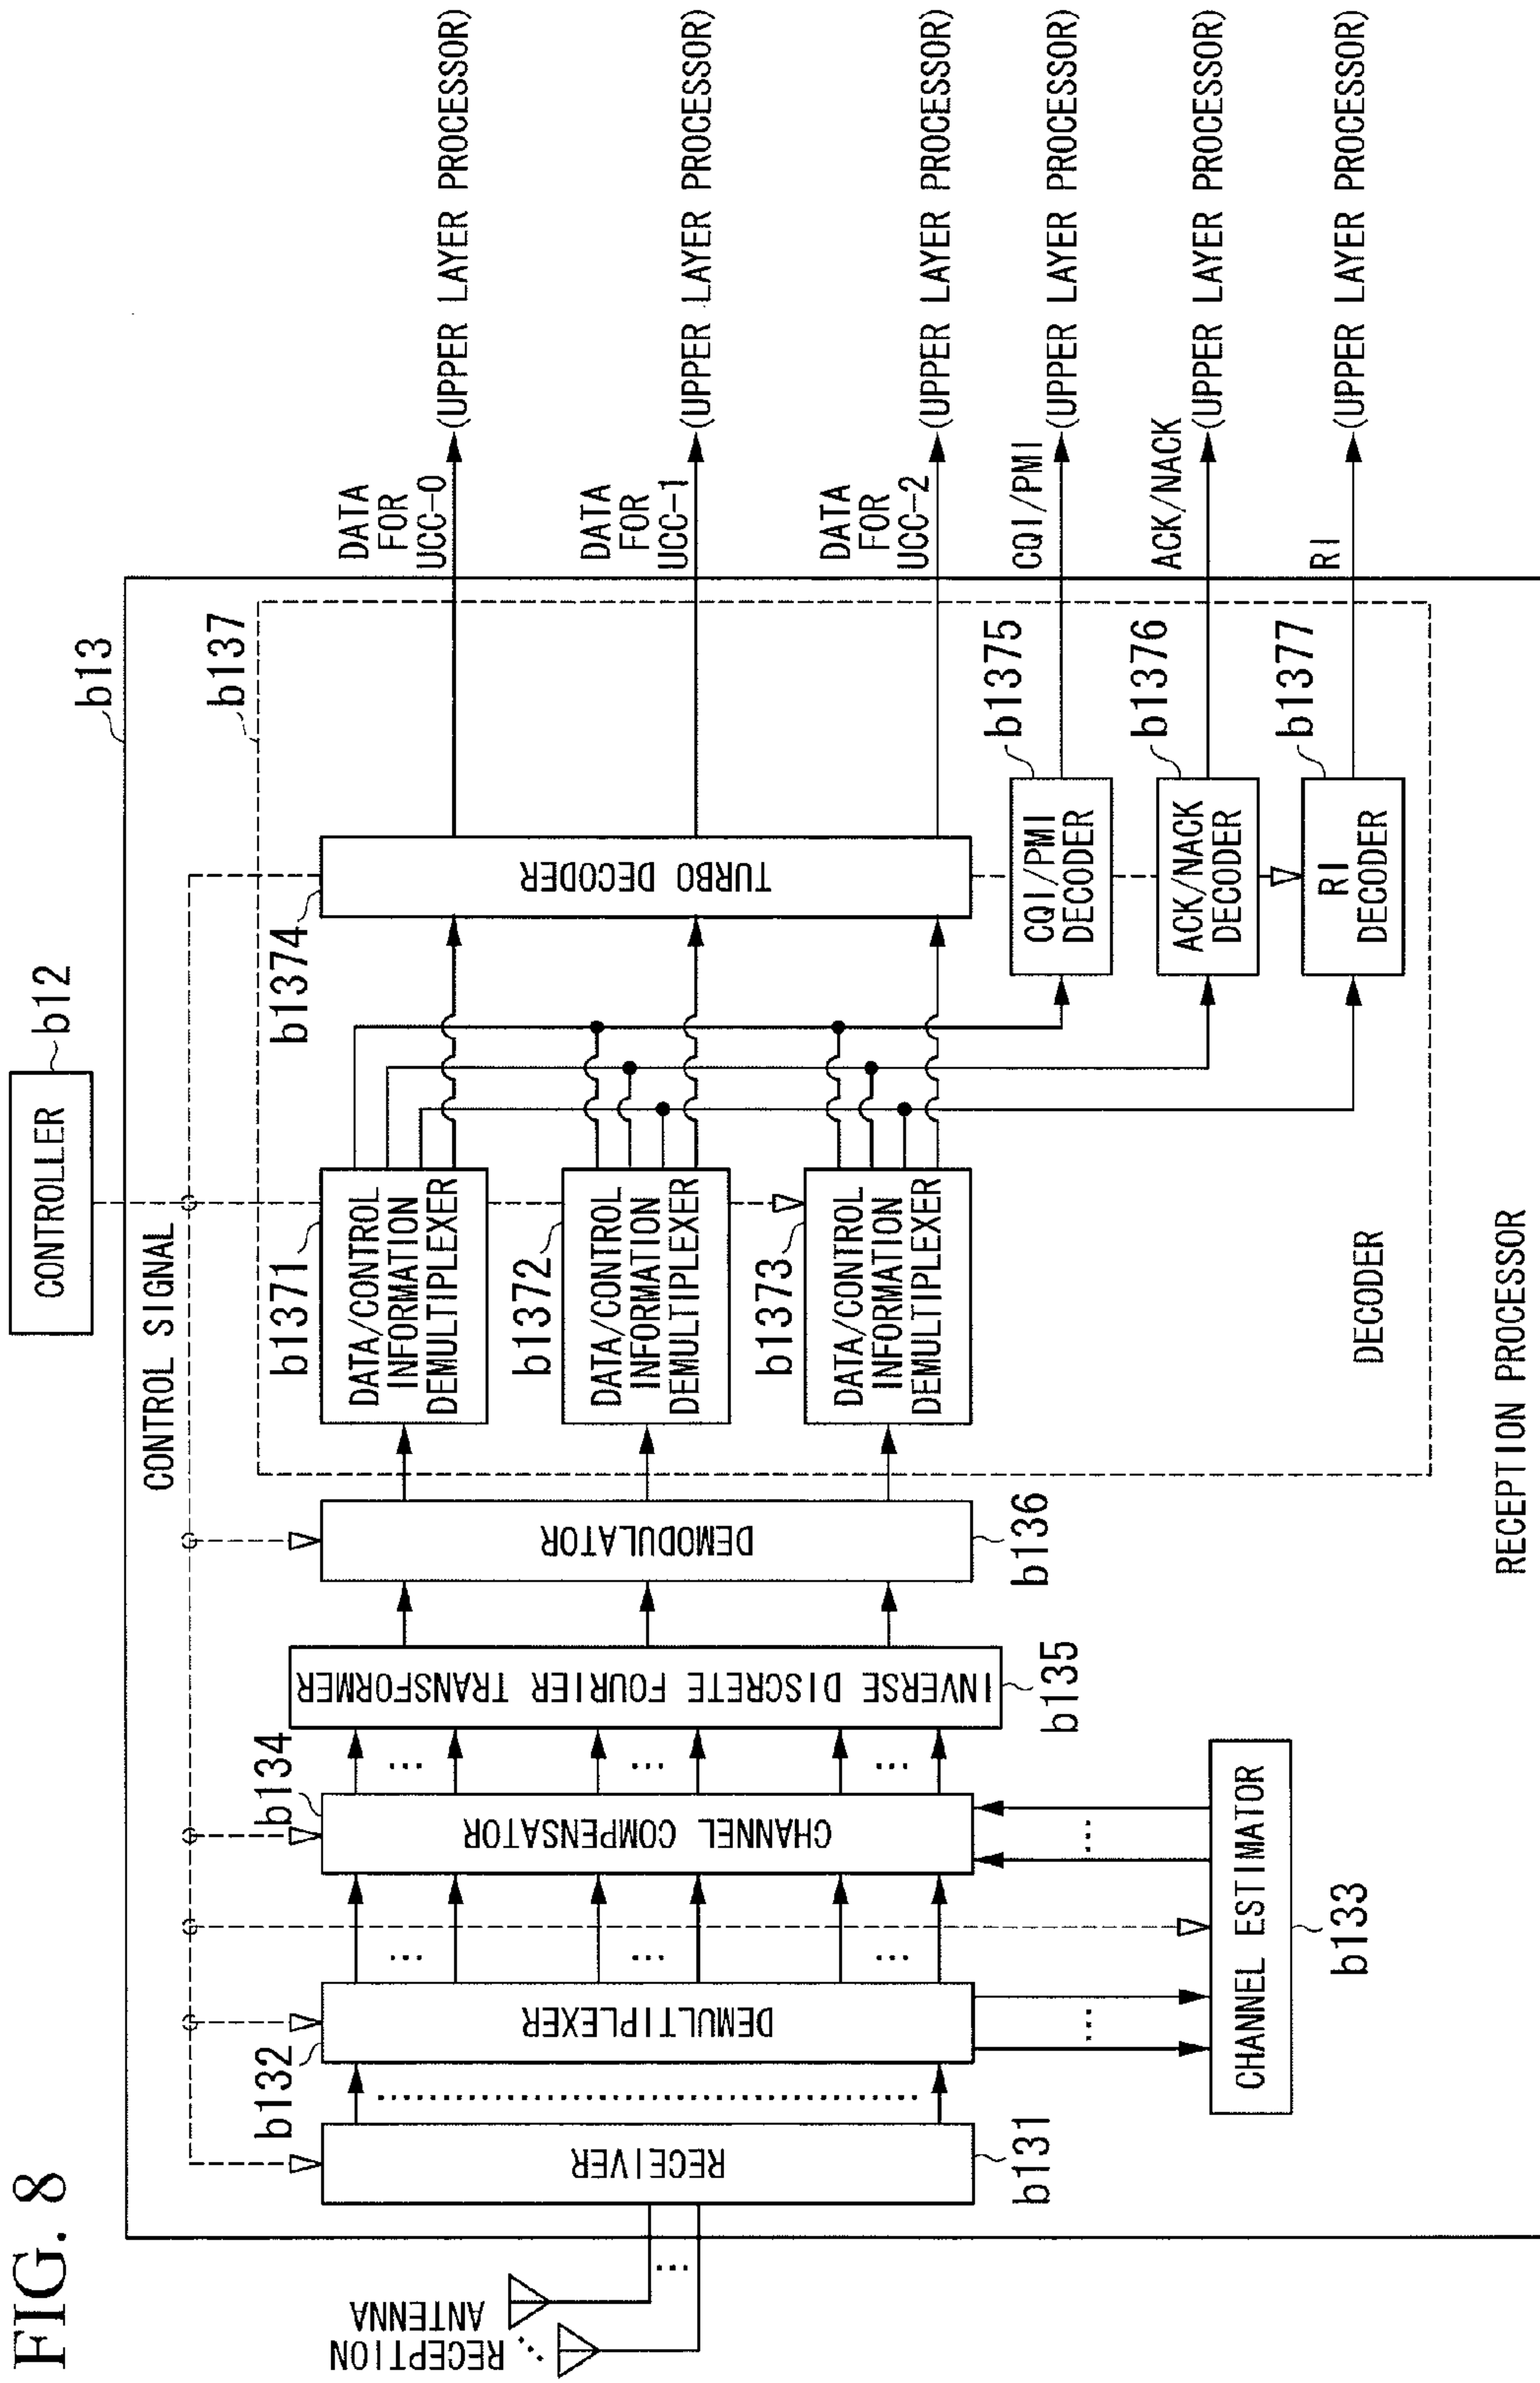 FIG. 8
CONTROLLER
b12
b13
CONTROL SIGNAL
b137
RECEPTION
ANTENNA
RECEIVER
b131
DEMULTIPLEXER
b132
CHANNEL ESTIMATOR
b133
CHANNEL COMPENSATOR
b134
INVERSE DISCRETE FOURIER TRANSFORMER
b135
DEMODULATOR
b136
b1371
DATA/CONTROL
INFORMATION
DEMULTIPLEXER
b1372
DATA/CONTROL
INFORMATION
DEMULTIPLEXER
b1373
DATA/CONTROL
INFORMATION
DEMULTIPLEXER
b1374
TURBO DECODER
b1375
CQI/PMI
DECODER
b1376
ACK/NACK
DECODER
b1377
RI
DECODER
DATA
FOR
UCC-0
(UPPER LAYER PROCESSOR)
DATA
FOR
UCC-1
(UPPER LAYER PROCESSOR)
DATA
FOR
UCC-2
(UPPER LAYER PROCESSOR)
CQI/PMI
(UPPER LAYER PROCESSOR)
ACK/NACK
(UPPER LAYER PROCESSOR)
RI
(UPPER LAYER PROCESSOR)
DECODER
RECEPTION PROCESSOR